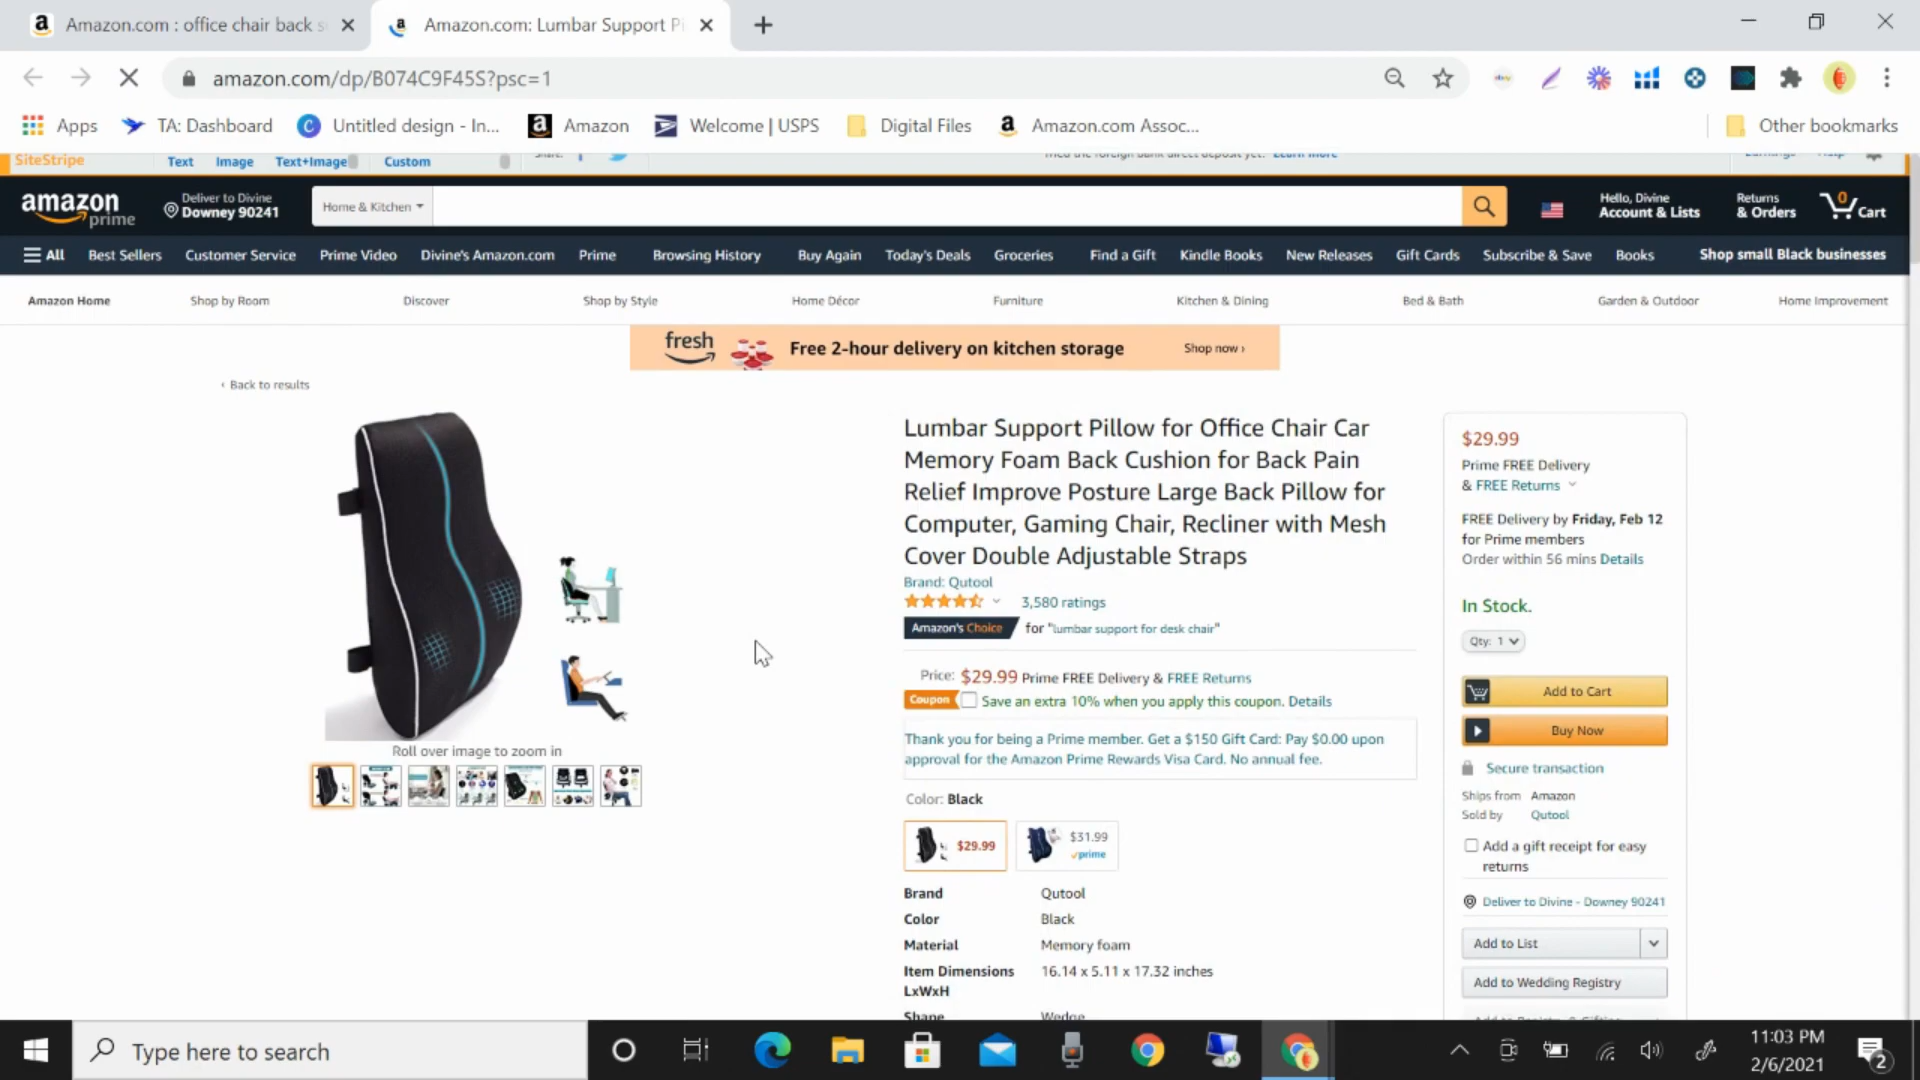 Amazon.com : office chair back s
Amazon.com: Lumbar Support Pi
amazon.com/dp/B074C9F45S?psc=1
Apps
TA: Dashboard
Untitled design - In...
Amazon
Welcome | USPS
Digital Files
Amazon.com Assoc...
Other bookmarks
SiteStripe
Text
Image
Text+Image
Custom
Share:
Learn more
Earnings
Help
amazon prime
Deliver to Divine
Downey 90241
Home & Kitchen
Hello, Divine
Account & Lists
Returns
& Orders
0
Cart
All
Best Sellers
Customer Service
Prime Video
Divine's Amazon.com
Prime
Browsing History
Buy Again
Today's Deals
Groceries
Find a Gift
Kindle Books
New Releases
Gift Cards
Subscribe & Save
Books
Shop small Black businesses
Amazon Home
Shop by Room
Discover
Shop by Style
Home Décor
Furniture
Kitchen & Dining
Bed & Bath
Garden & Outdoor
Home Improvement
fresh
Free 2-hour delivery on kitchen storage
Shop now ›
‹ Back to results
Roll over image to zoom in
Lumbar Support Pillow for Office Chair Car
Memory Foam Back Cushion for Back Pain
Relief Improve Posture Large Back Pillow for
Computer, Gaming Chair, Recliner with Mesh
Cover Double Adjustable Straps
Brand: Qutool
3,580 ratings
Amazon's Choice for "lumbar support for desk chair"
Price: $29.99 Prime FREE Delivery & FREE Returns
Coupon Save an extra 10% when you apply this coupon. Details
Thank you for being a Prime member. Get a $150 Gift Card: Pay $0.00 upon
approval for the Amazon Prime Rewards Visa Card. No annual fee.
Color: Black
$29.99
$31.99
prime
Brand Qutool
Color Black
Material Memory foam
Item Dimensions 16.14 x 5.11 x 17.32 inches
LxWxH
Shape Wedge
$29.99
Prime FREE Delivery
& FREE Returns
FREE Delivery by Friday, Feb 12
for Prime members
Order within 56 mins Details
In Stock.
Qty: 1
Add to Cart
Buy Now
Secure transaction
Ships from Amazon
Sold by Qutool
Add a gift receipt for easy
returns
Deliver to Divine - Downey 90241
Add to List
Add to Wedding Registry
Type here to search
11:03 PM
2/6/2021
2